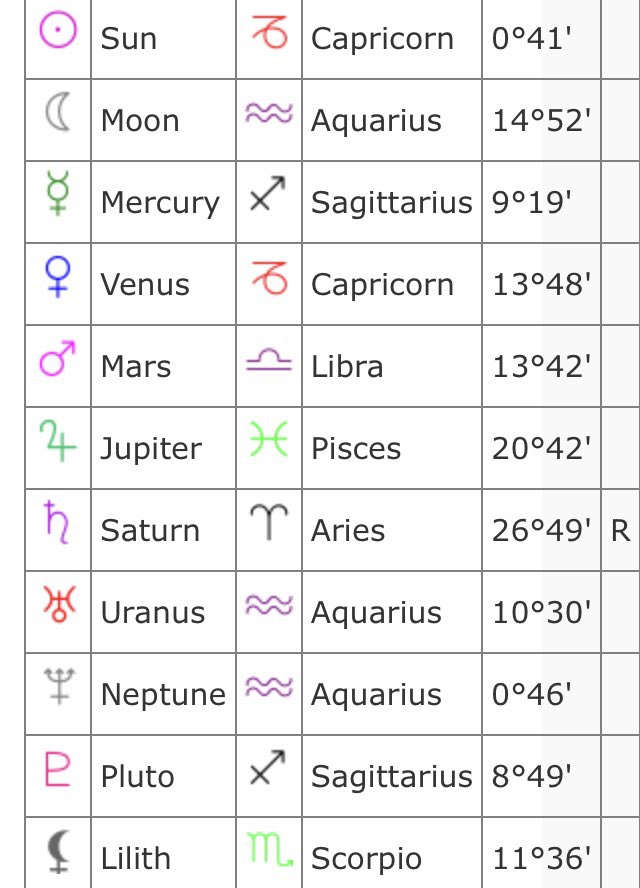 Sun Capricorn 0°41'
Moon Aquarius 14°52'
Mercury Sagittarius 9°19'
Venus Capricorn 13°48'
Mars Libra 13°42'
Jupiter Pisces 20°42'
Saturn Aries 26°49' R
Uranus Aquarius 10°30'
Neptune Aquarius 0°46'
Pluto Sagittarius 8°49'
Lilith Scorpio 11°36'